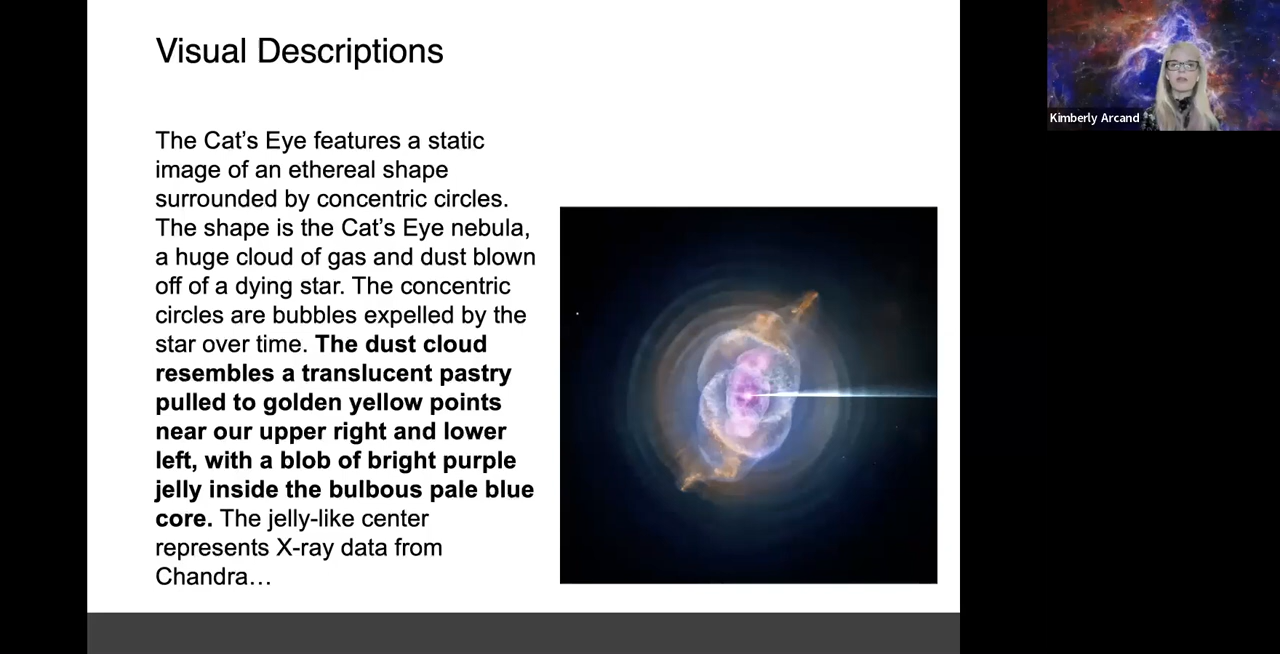 Visual Descriptions
The Cat’s Eye features a static
image of an ethereal shape
surrounded by concentric circles.
The shape is the Cat’s Eye nebula,
a huge cloud of gas and dust blown
off of a dying star. The concentric
circles are bubbles expelled by the
star over time. The dust cloud
resembles a translucent pastry
pulled to golden yellow points
near our upper right and lower
left, with a blob of bright purple
jelly inside the bulbous pale blue
core. The jelly-like center
represents X-ray data from
Chandra…
Kimberly Arcand